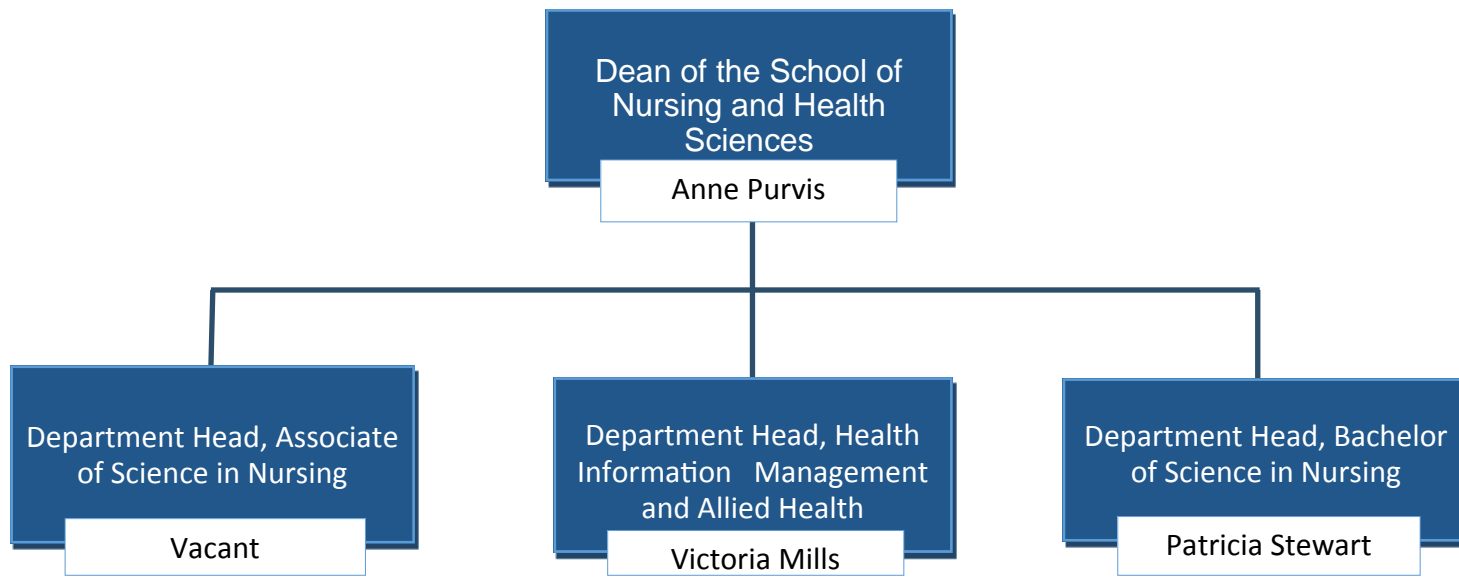 Dean of the School of
Nursing and Health
Sciences
Anne Purvis
Department Head, Associate
of Science in Nursing
Vacant
Department Head, Health
Information Management
and Allied Health
Victoria Mills
Department Head, Bachelor
of Science in Nursing
Patricia Stewart